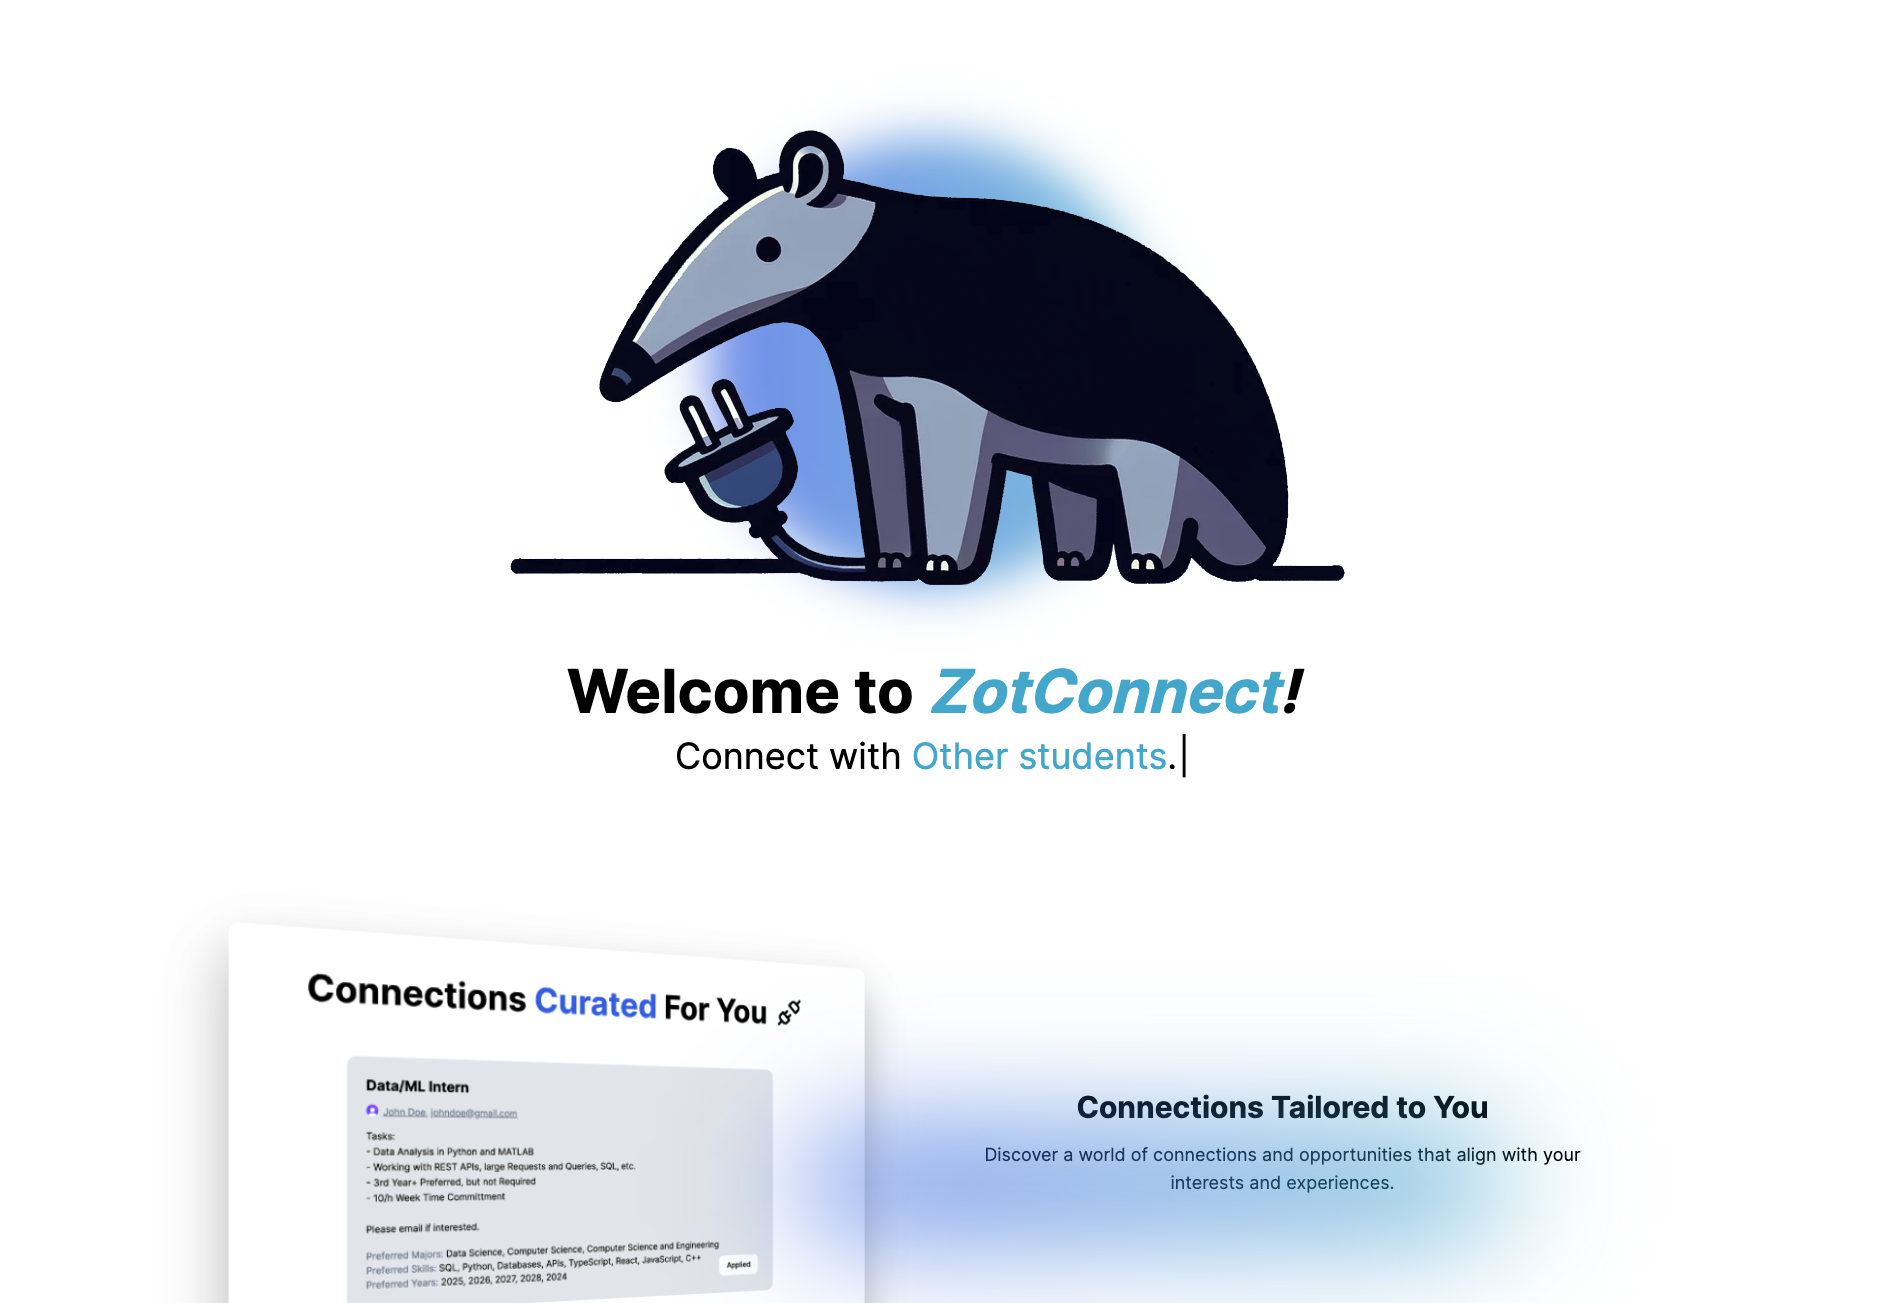 Welcome to ZotConnect!
Connect with Other students.
Connections Curated For You
Data/ML Intern
John Doe, johndoe@gmail.com
Tasks:
- Data Analysis in Python and MATLAB
- Working with REST APIs, large Requests and Queries, SQL, etc.
- 3rd Year+ Preferred, but not Required
- 10/h Week Time Committment
Please email if interested.
Preferred Majors: Data Science, Computer Science, Computer Science and Engineering
Preferred Skills: SQL, Python, Databases, APIs, TypeScript, React, JavaScript, C++
Preferred Years: 2025, 2026, 2027, 2028, 2024
Applied
Connections Tailored to You
Discover a world of connections and opportunities that align with your
interests and experiences.